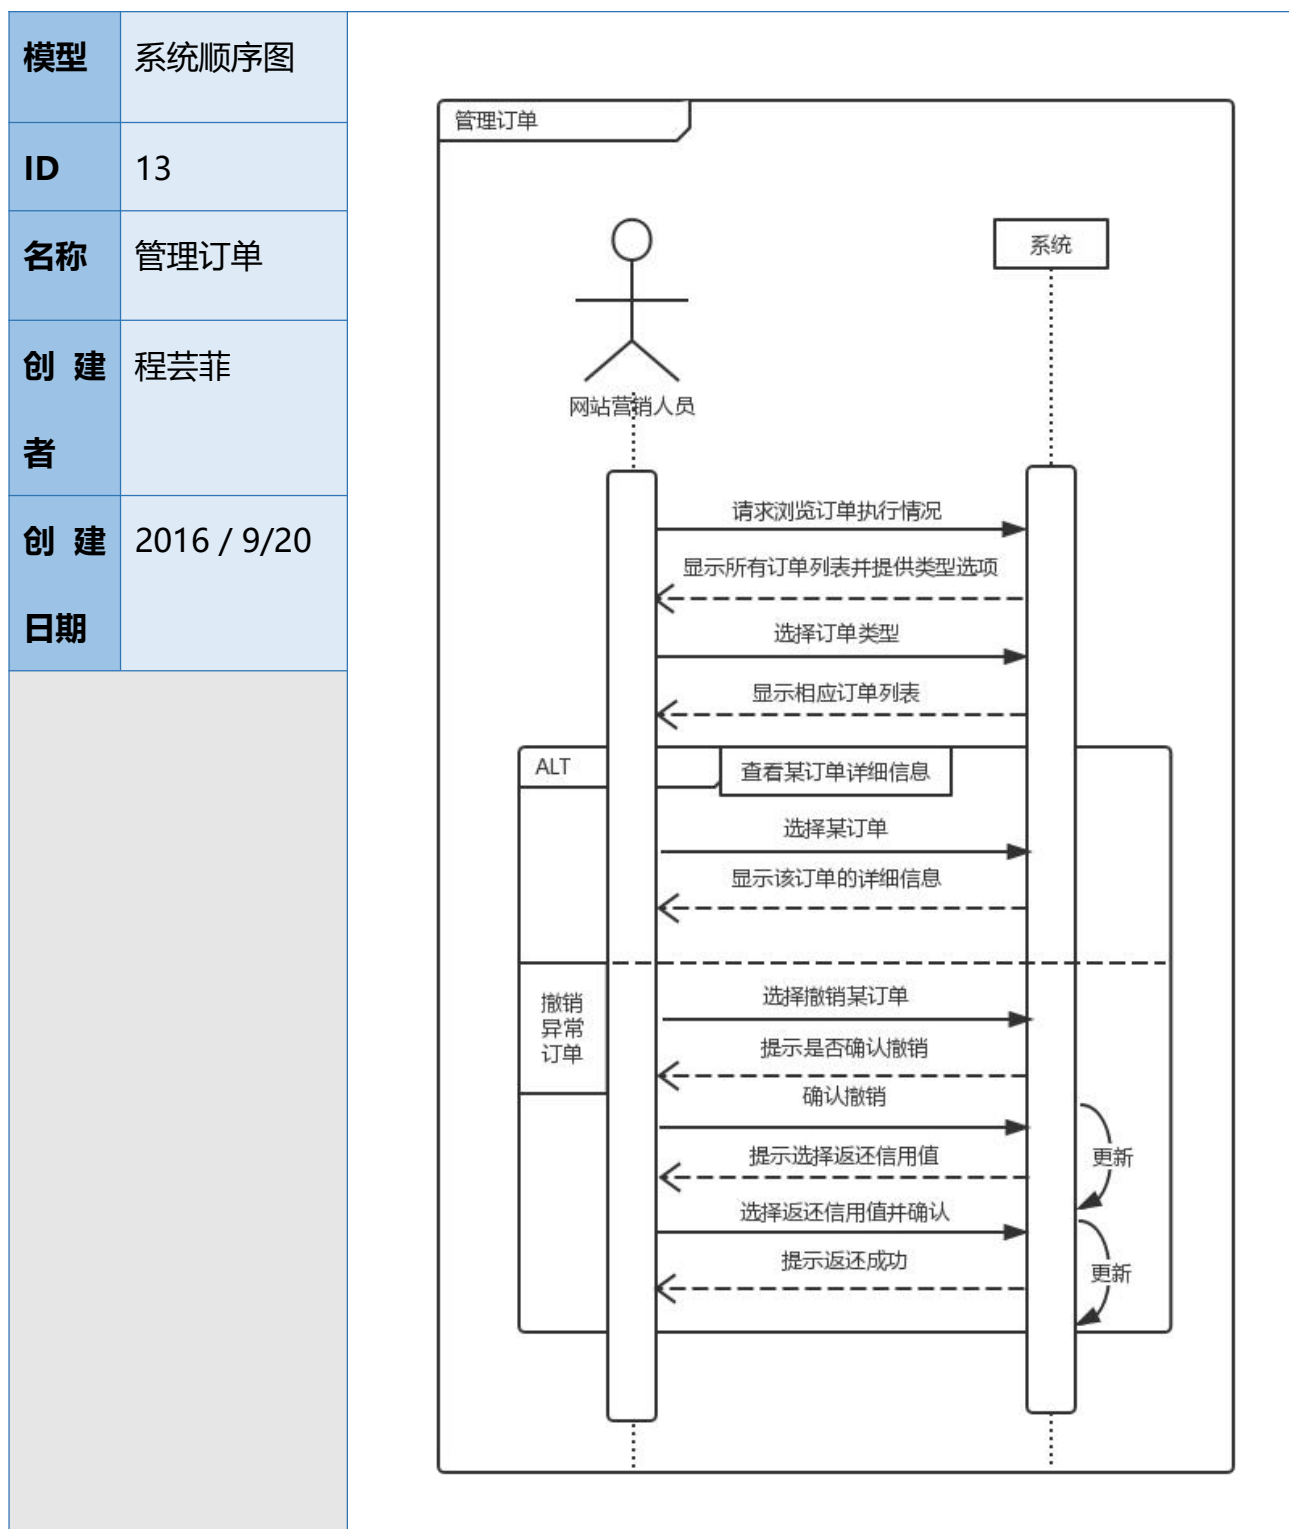 模型 系统顺序图
ID 13
名称 管理订单
创 建 程芸菲
者
创 建 2016 / 9/20
日期
管理订单
系统
网站营销人员
请求浏览订单执行情况
显示所有订单列表并提供类型选项
选择订单类型
显示相应订单列表
ALT 查看某订单详细信息
选择某订单
显示该订单的详细信息
撤销
异常
订单
选择撤销某订单
提示是否确认撤销
确认撤销
提示选择返还信用值
更新
选择返还信用值并确认
提示返还成功
更新